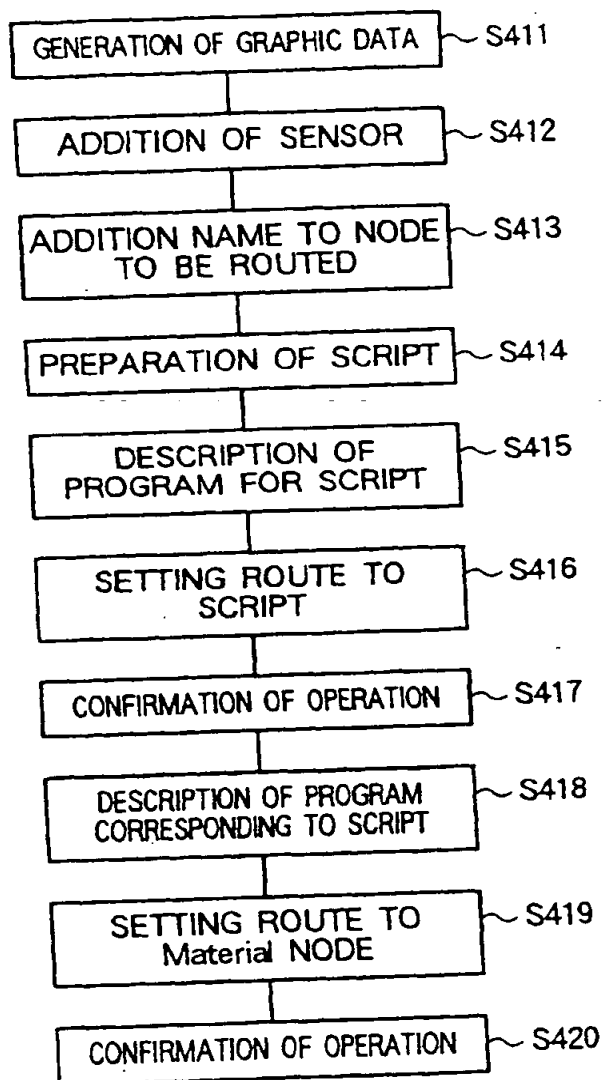 GENERATION OF GRAPHIC DATA S411
ADDITION OF SENSOR S412
ADDITION NAME TO NODE S413
TO BE ROUTED
PREPARATION OF SCRIPT S414
DESCRIPTION OF S415
PROGRAM FOR SCRIPT
SETTING ROUTE TO S416
SCRIPT
CONFIRMATION OF OPERATION S417
DESCRIPTION OF PROGRAM S418
CORRESPONDING TO SCRIPT
SETTING ROUTE TO S419
Material NODE
CONFIRMATION OF OPERATION S420